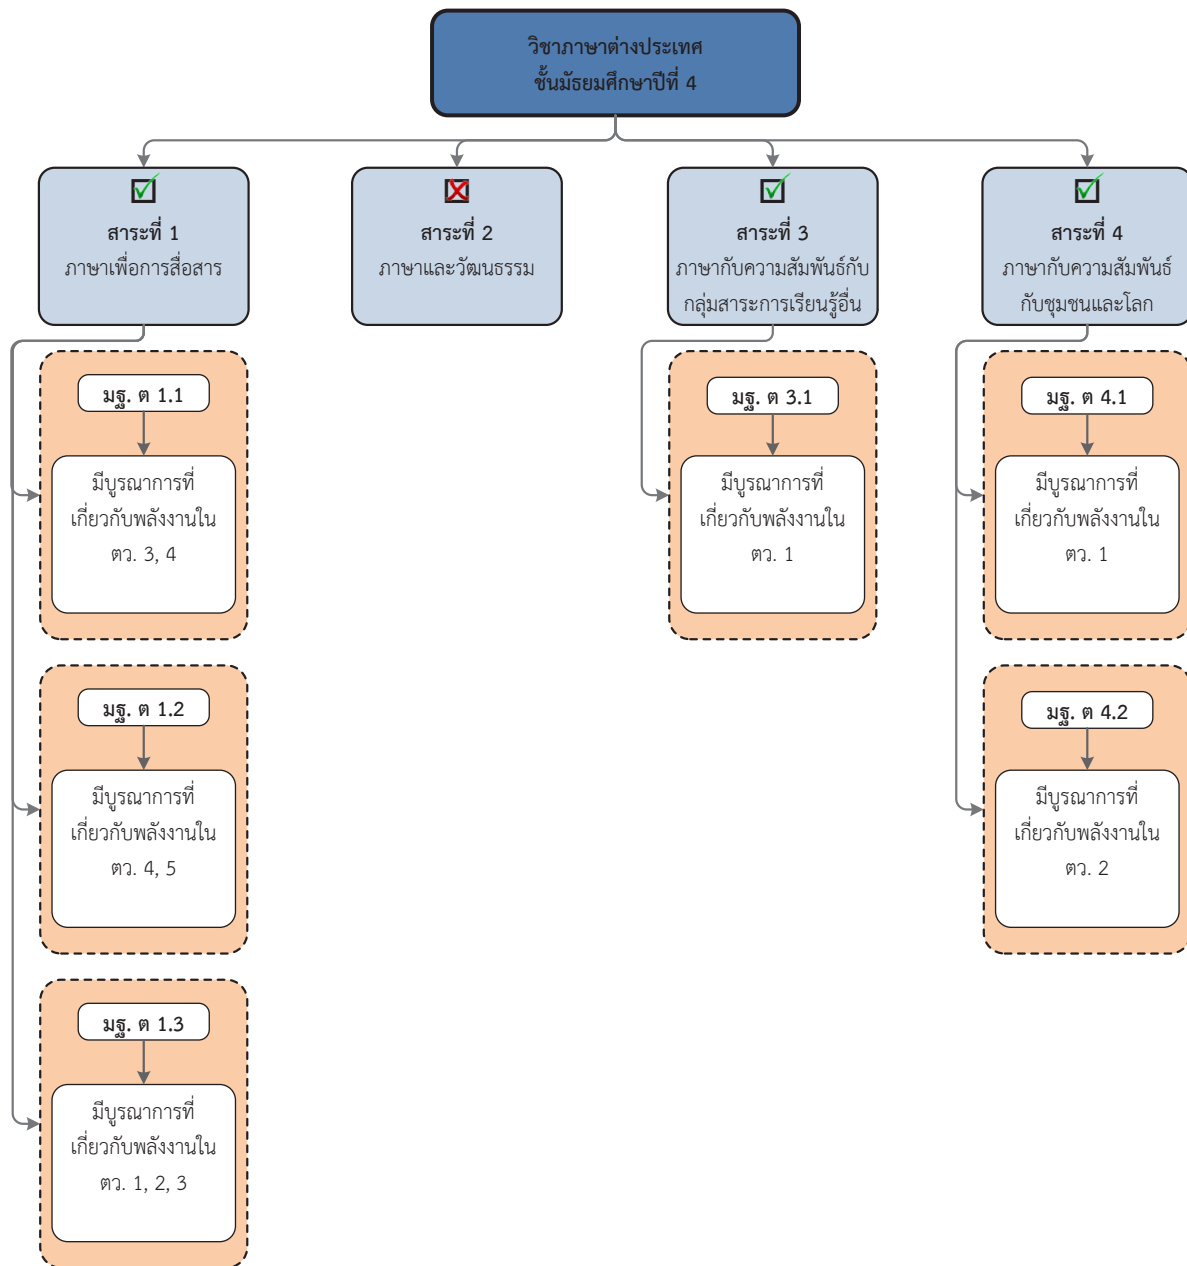 วิชาภาษาต่างประเทศ
ชั้นมัธยมศึกษาปีที่ 4
สาระที่ 1
ภาษาเพื่อการสื่อสาร
สาระที่ 2
ภาษาและวัฒนธรรม
สาระที่ 3
ภาษากับความสัมพันธ์กับ
กลุ่มสาระการเรียนรู้อื่น
สาระที่ 4
ภาษากับความสัมพันธ์
กับชุมชนและโลก
มฐ. ต 1.1
มีบูรณาการที่
เกี่ยวกับพลังงานใน
ตว. 3, 4
มฐ. ต 1.2
มีบูรณาการที่
เกี่ยวกับพลังงานใน
ตว. 4, 5
มฐ. ต 1.3
มีบูรณาการที่
เกี่ยวกับพลังงานใน
ตว. 1, 2, 3
มฐ. ต 3.1
มีบูรณาการที่
เกี่ยวกับพลังงานใน
ตว. 1
มฐ. ต 4.1
มีบูรณาการที่
เกี่ยวกับพลังงานใน
ตว. 1
มฐ. ต 4.2
มีบูรณาการที่
เกี่ยวกับพลังงานใน
ตว. 2